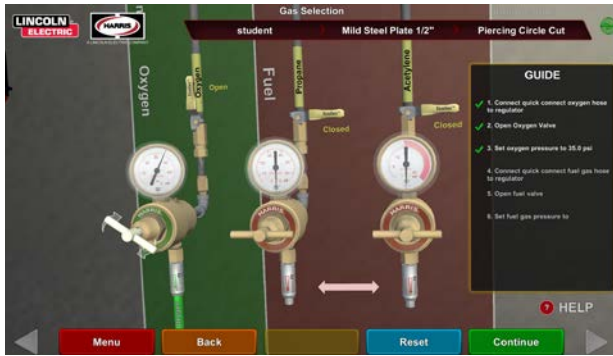 LINCOLN
ELECTRIC
HARRIS
A LINCOLN ELECTRIC COMPANY
Gas Selection
student
Mild Steel Plate 1/2"
Piercing Circle Cut
Oxygen
Oxygen
Open
Fuel
Propane
Closed
Acetylene
Closed
HARRIS
HARRIS
HARRIS
GUIDE
1. Connect quick connect oxygen hose
to regulator
2. Open Oxygen Valve
3. Set oxygen pressure to 35.0 psi
4. Connect quick connect fuel gas hose
to regulator
5. Open fuel valve
6. Set fuel gas pressure to
? HELP
Menu
Back
Reset
Continue